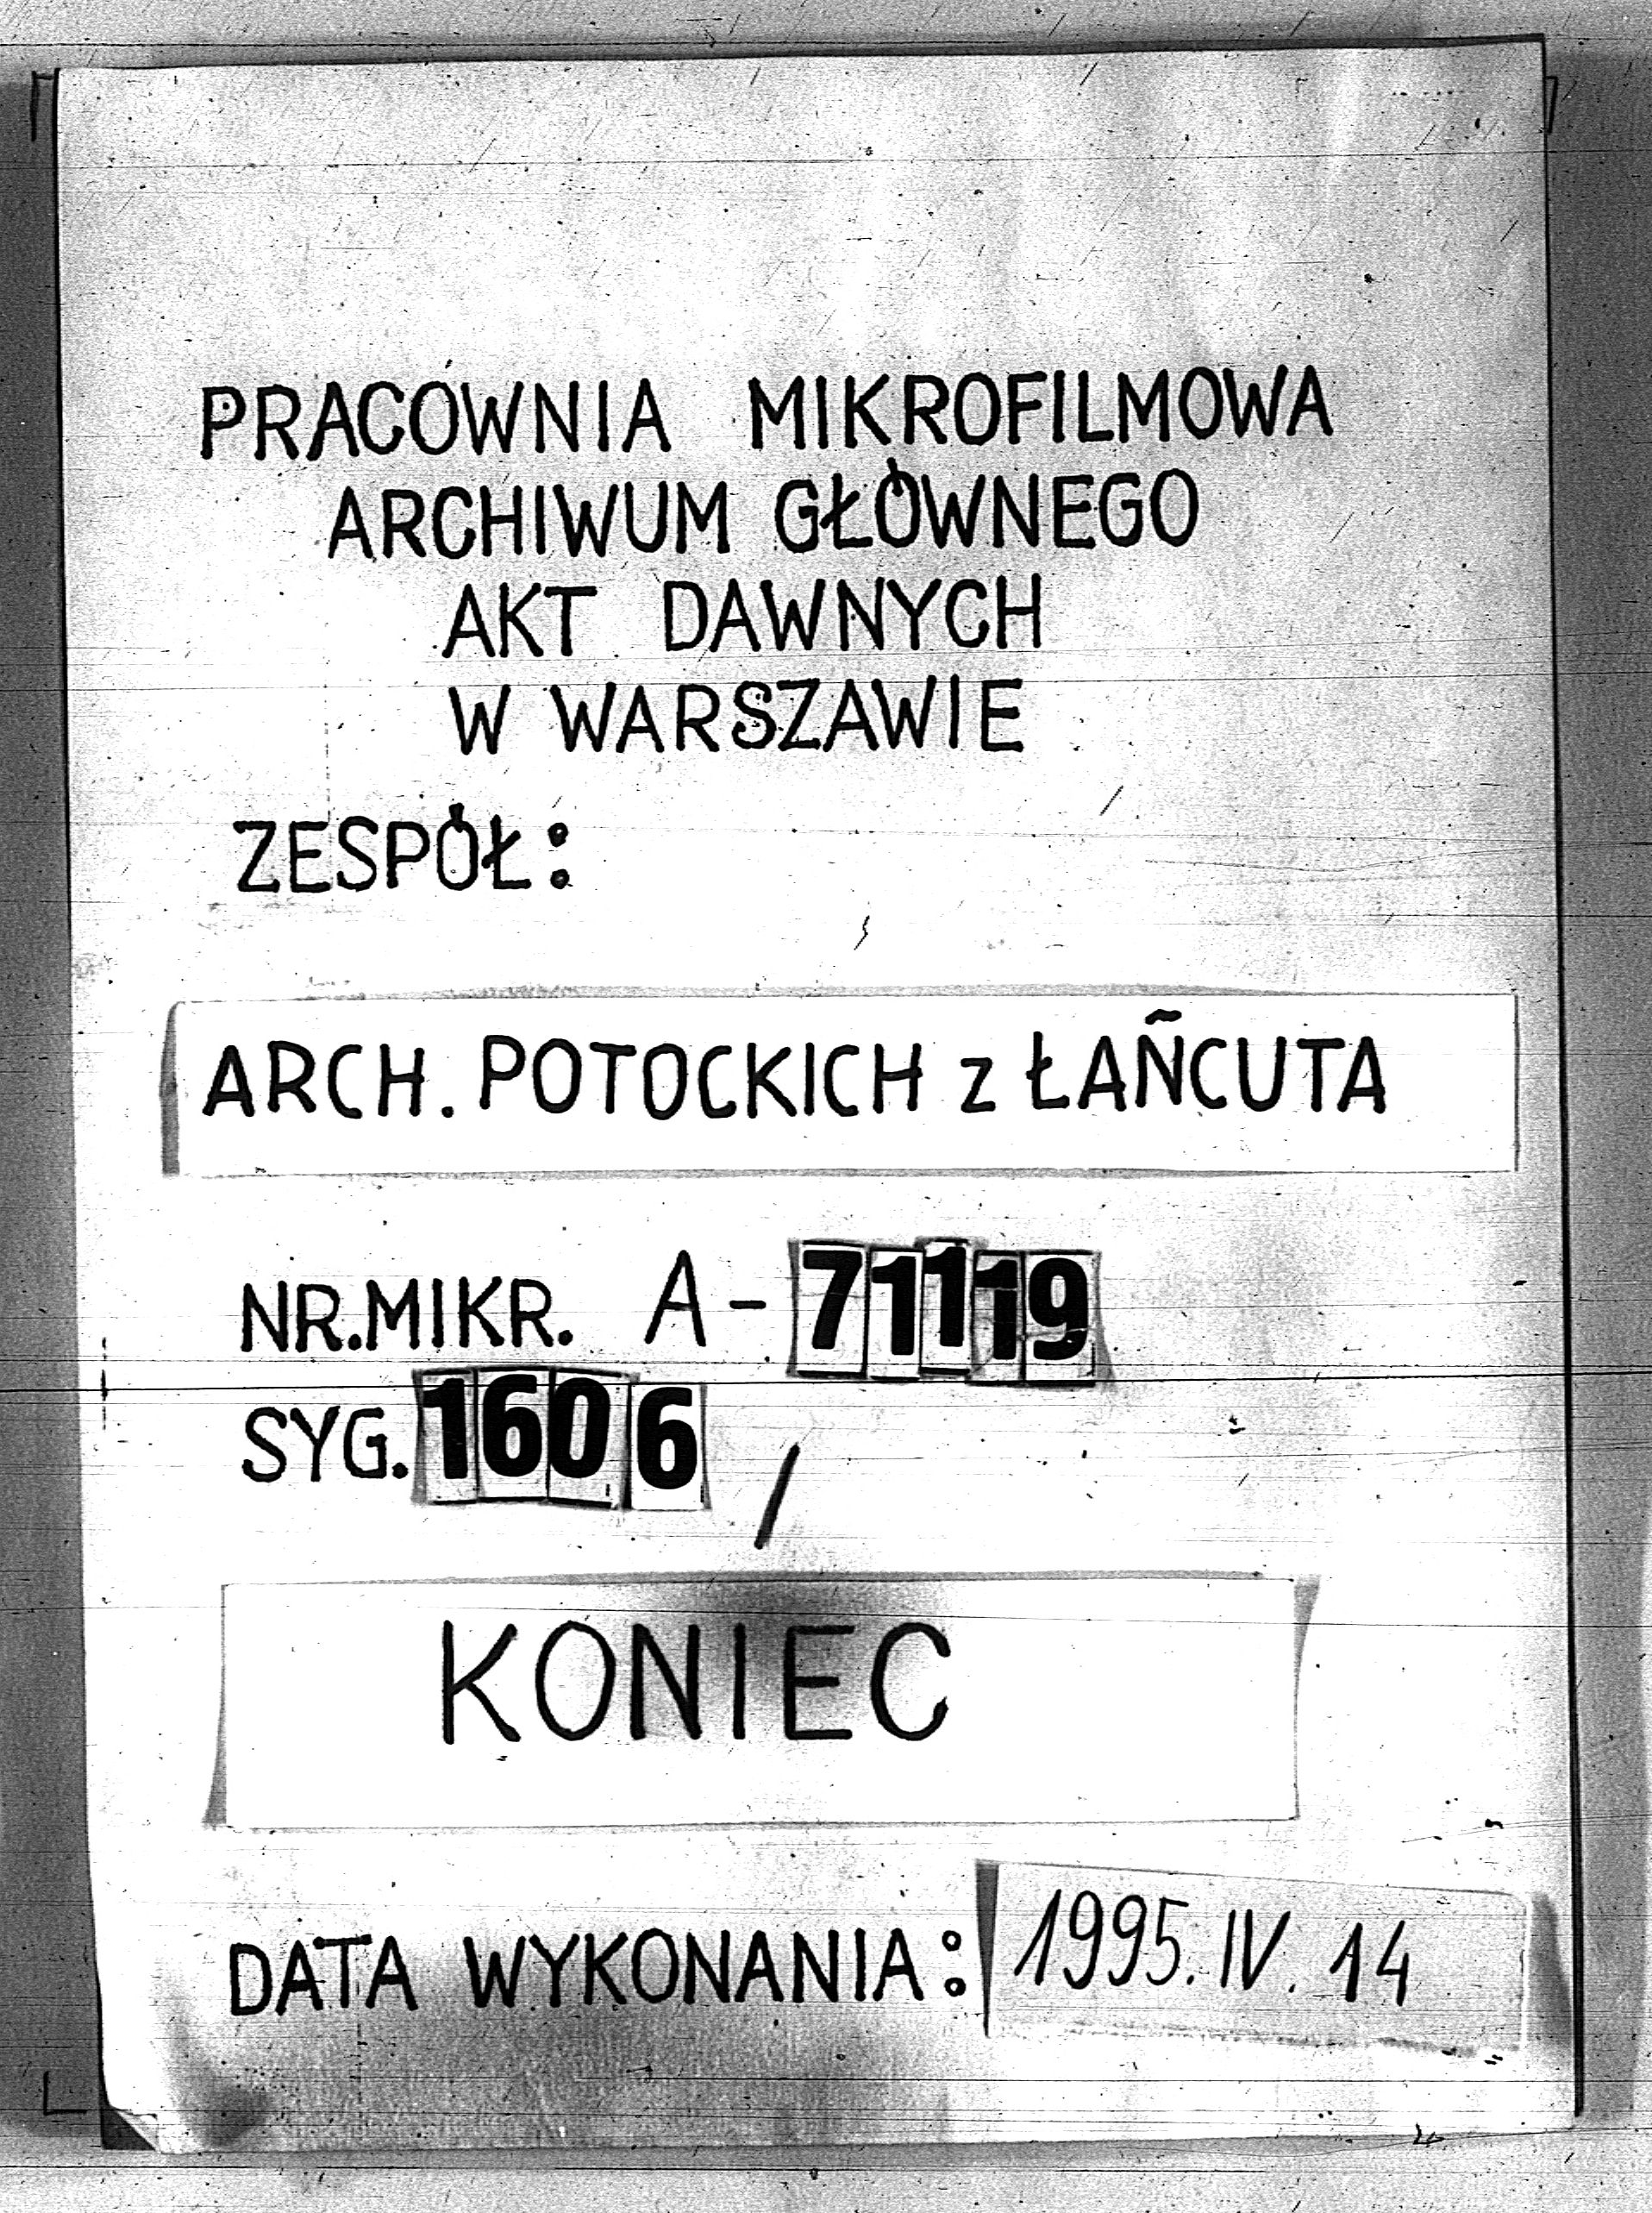 PRACOWNIA MIKROFILMOWA
ARCHIWUM GŁÓWNEGO
AKT DAWNYCH
W WARSZAWIE
ZESPÓŁ:
ARCH. POTOCKICH z ŁAŃCUTA
NR.MIKR. A-71119
SYG. 1606 /
KONIEC
DATA WYKONANIA: 1995.IV.14